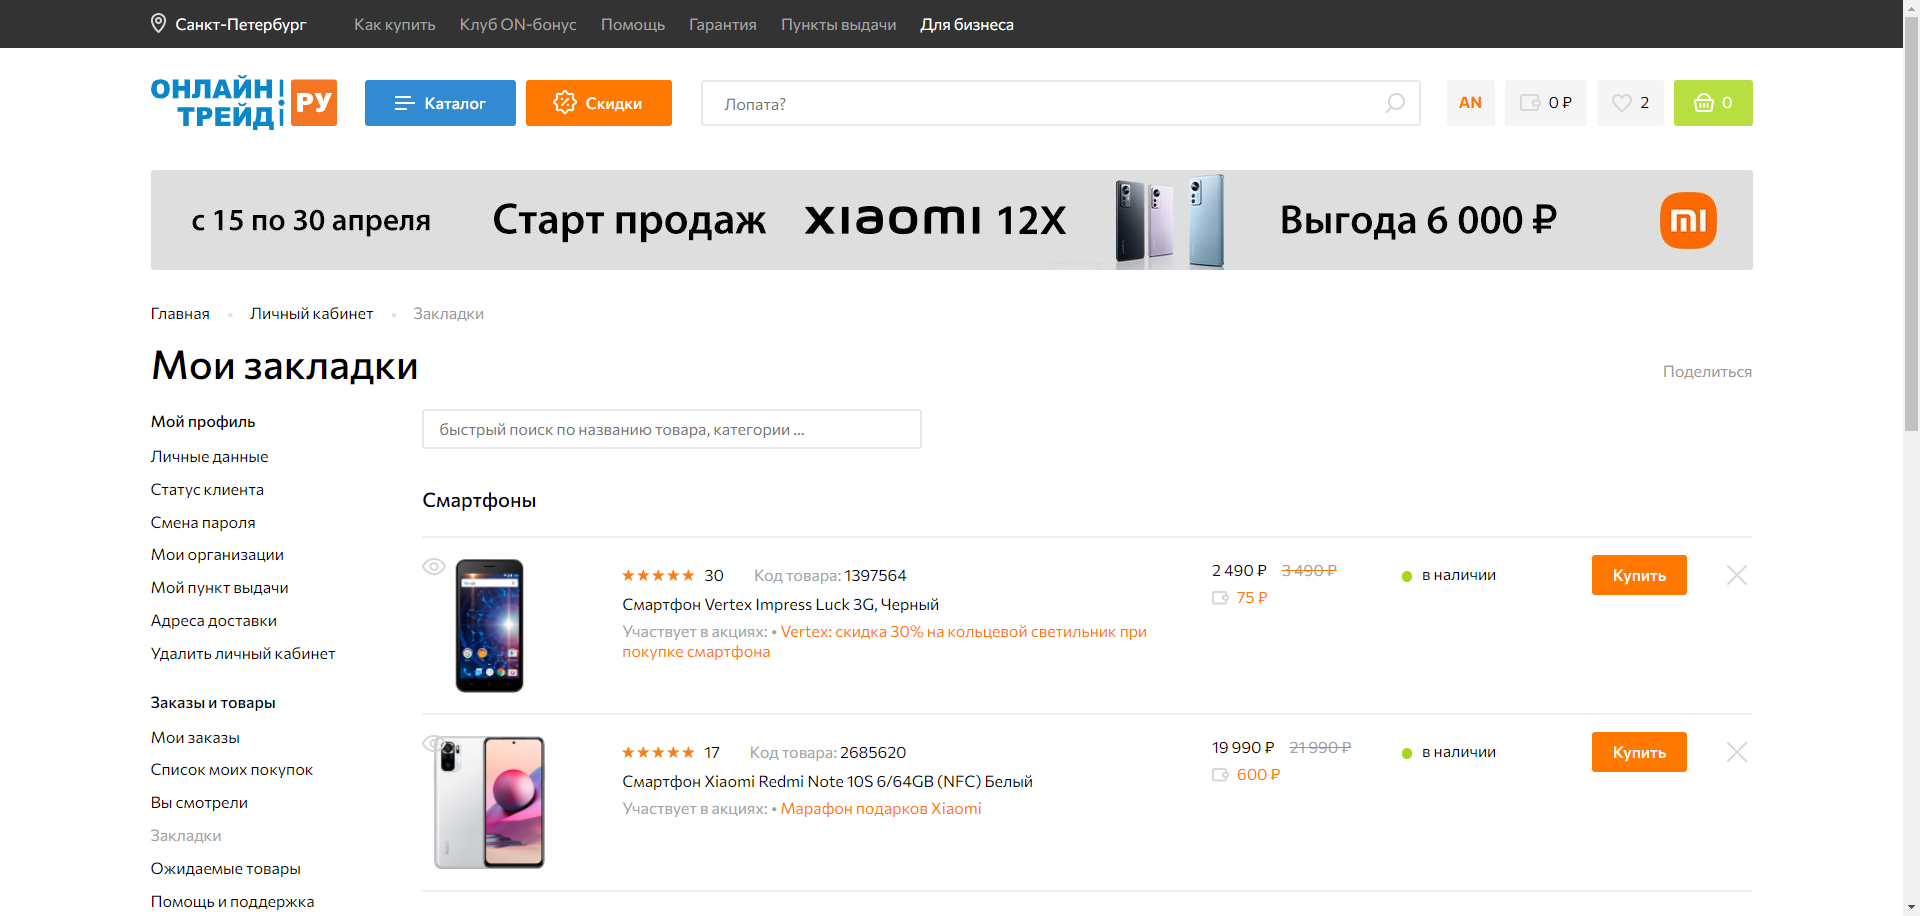 Санкт-Петербург Как купить Клуб ON-бонус Помощь Гарантия Пункты выдачи Для бизнеса
ОНЛАЙН ТРЕЙД РУ
Каталог Скидки Лопата? AN 0 ₽ 2 0
с 15 по 30 апреля Старт продаж xiaomi 12X Выгода 6 000 ₽ mi
Главная • Личный кабинет • Закладки
Мои закладки
Поделиться
Мой профиль
Личные данные
Статус клиента
Смена пароля
Мои организации
Мой пункт выдачи
Адреса доставки
Удалить личный кабинет
Заказы и товары
Мои заказы
Список моих покупок
Вы смотрели
Закладки
Ожидаемые товары
Помощь и поддержка
быстрый поиск по названию товара, категории ...
Смартфоны
30 Код товара: 1397564
Смартфон Vertex Impress Luck 3G, Черный
Участвует в акциях: • Vertex: скидка 30% на кольцевой светильник при
покупке смартфона
2 490 ₽ 3 490 ₽
75 ₽
в наличии
Купить
17 Код товара: 2685620
Смартфон Xiaomi Redmi Note 10S 6/64GB (NFC) Белый
Участвует в акциях: • Марафон подарков Xiaomi
19 990 ₽ 21 990 ₽
600 ₽
в наличии
Купить